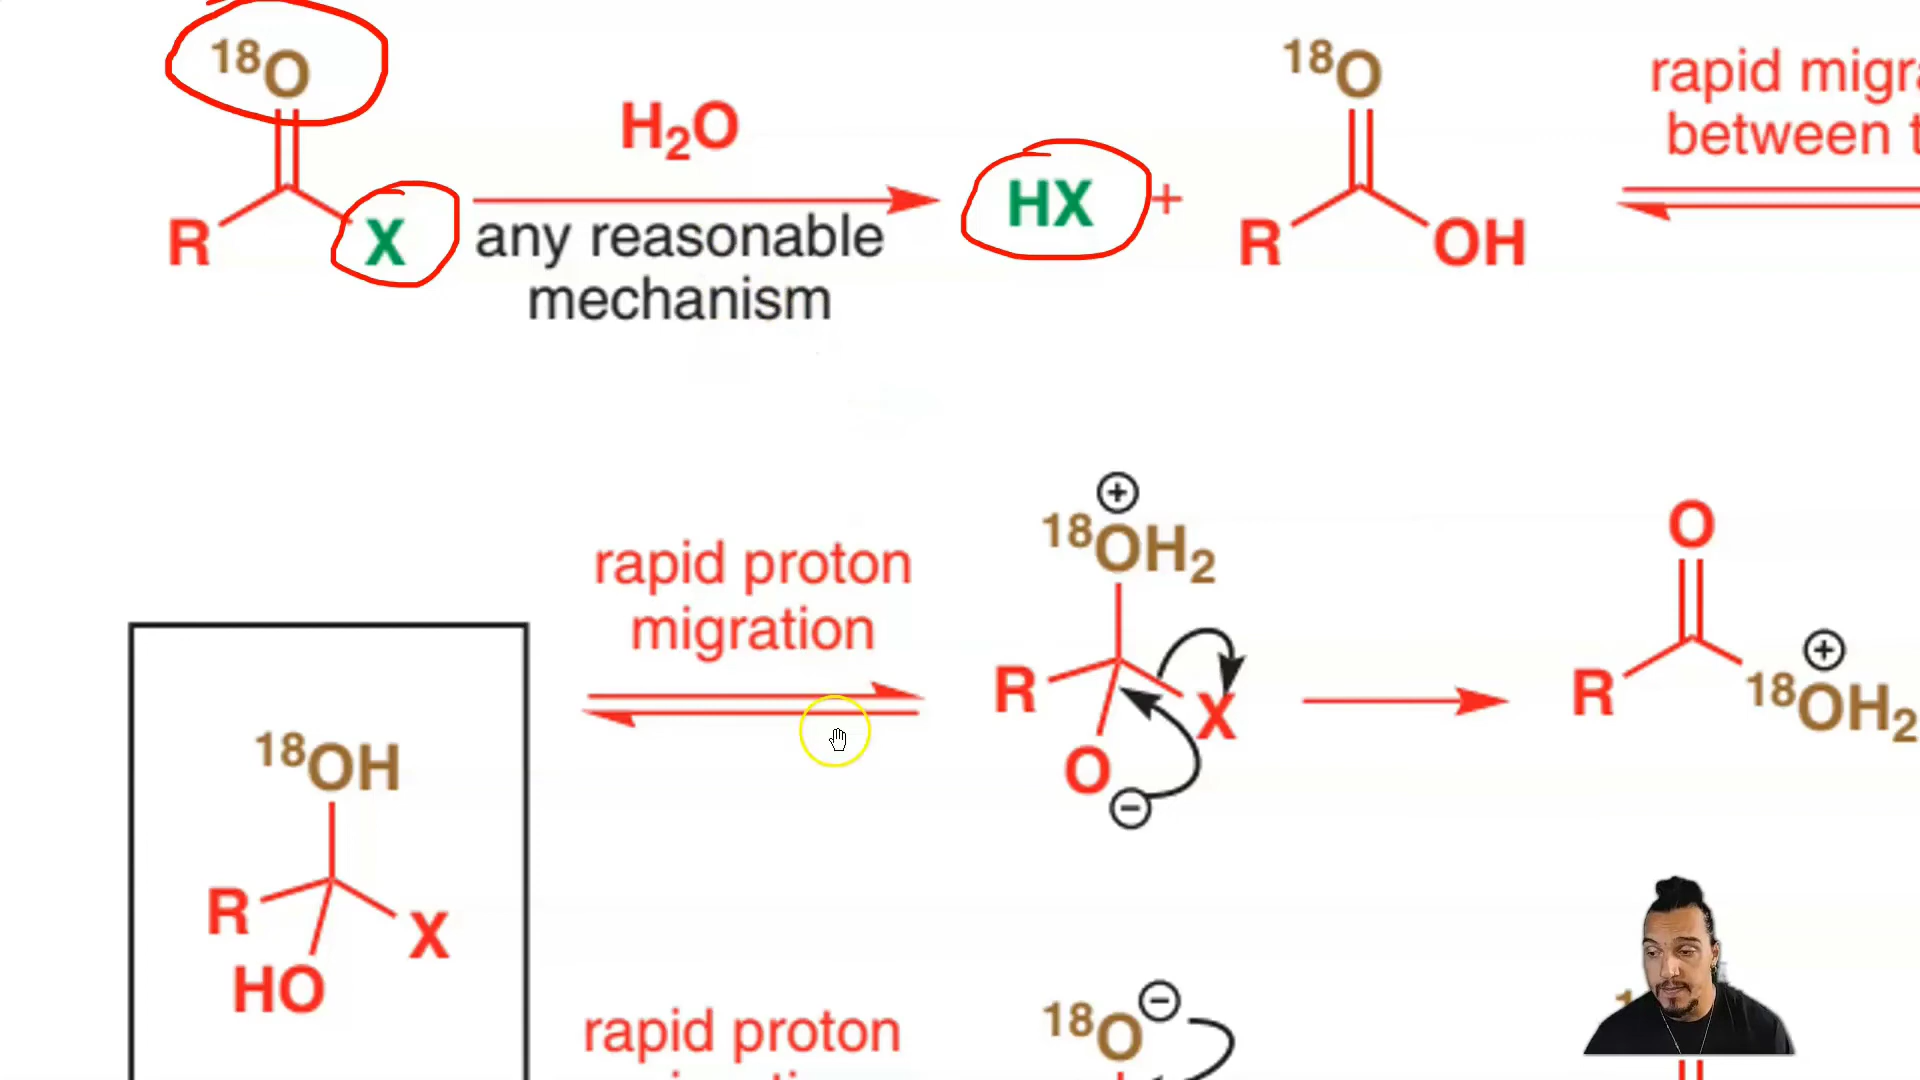 18O
R
X
H2O
any reasonable
mechanism
HX
+
18O
R
OH
rapid
between
18OH
R
X
HO
rapid proton
migration
+
18OH2
R
X
O
−
O
R
+
18OH2
rapid proton
18O
−